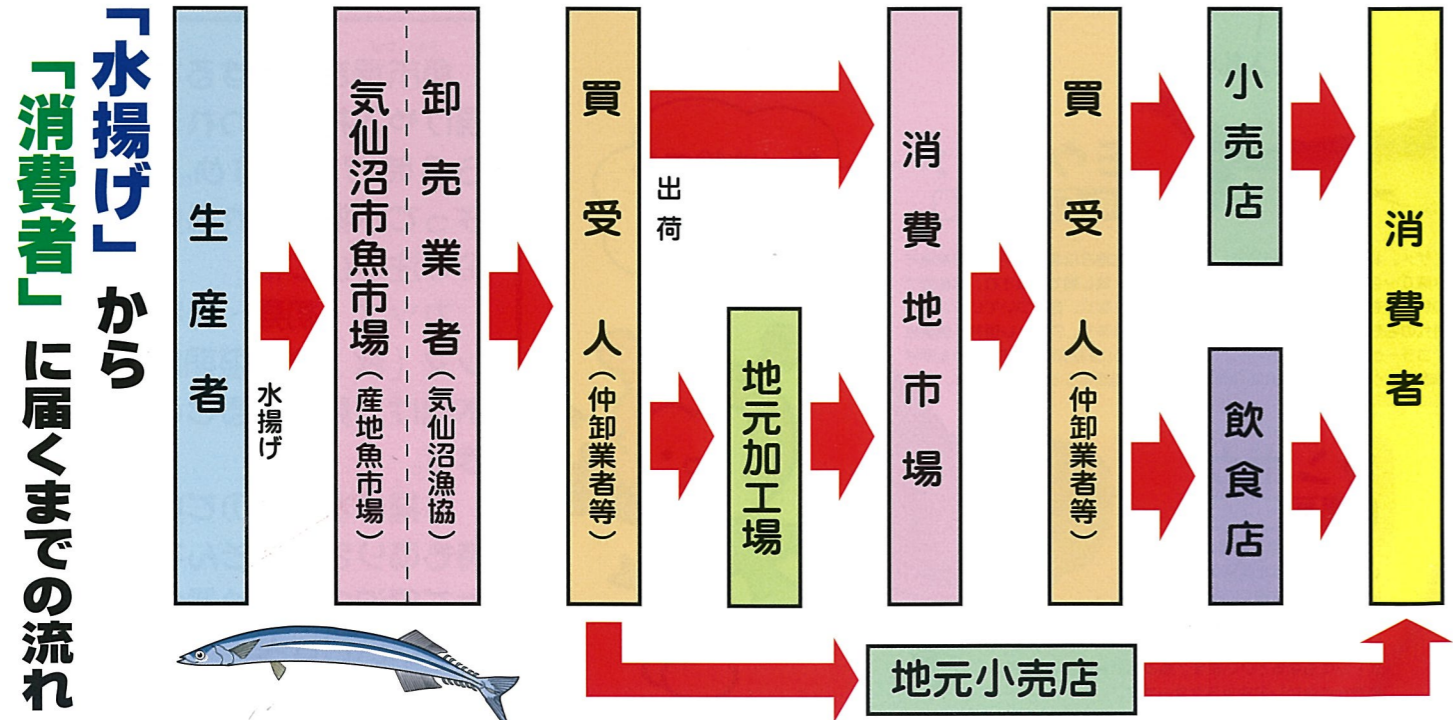 「水揚げ」から
「消費者」に届くまでの流れ
生産者
水揚げ
気仙沼市魚市場(産地魚市場)
卸売業者(気仙沼漁協)
買受人(仲卸業者等)
出荷
地元加工場
消費地市場
買受人(仲卸業者等)
小売店
飲食店
消費者
地元小売店